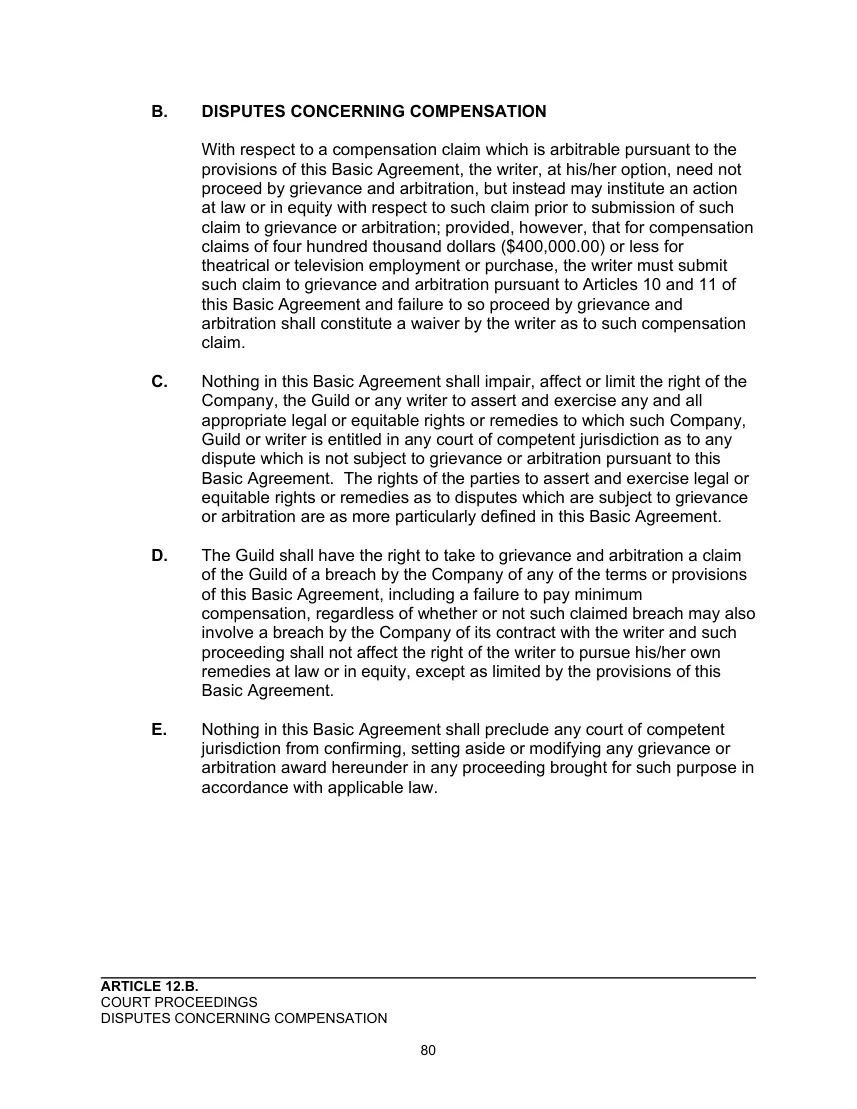 B. DISPUTES CONCERNING COMPENSATION
With respect to a compensation claim which is arbitrable pursuant to the
provisions of this Basic Agreement, the writer, at his/her option, need not
proceed by grievance and arbitration, but instead may institute an action
at law or in equity with respect to such claim prior to submission of such
claim to grievance or arbitration; provided, however, that for compensation
claims of four hundred thousand dollars ($400,000.00) or less for
theatrical or television employment or purchase, the writer must submit
such claim to grievance and arbitration pursuant to Articles 10 and 11 of
this Basic Agreement and failure to so proceed by grievance and
arbitration shall constitute a waiver by the writer as to such compensation
claim.
C. Nothing in this Basic Agreement shall impair, affect or limit the right of the
Company, the Guild or any writer to assert and exercise any and all
appropriate legal or equitable rights or remedies to which such Company,
Guild or writer is entitled in any court of competent jurisdiction as to any
dispute which is not subject to grievance or arbitration pursuant to this
Basic Agreement.  The rights of the parties to assert and exercise legal or
equitable rights or remedies as to disputes which are subject to grievance
or arbitration are as more particularly defined in this Basic Agreement.
D. The Guild shall have the right to take to grievance and arbitration a claim
of the Guild of a breach by the Company of any of the terms or provisions
of this Basic Agreement, including a failure to pay minimum
compensation, regardless of whether or not such claimed breach may also
involve a breach by the Company of its contract with the writer and such
proceeding shall not affect the right of the writer to pursue his/her own
remedies at law or in equity, except as limited by the provisions of this
Basic Agreement.
E. Nothing in this Basic Agreement shall preclude any court of competent
jurisdiction from confirming, setting aside or modifying any grievance or
arbitration award hereunder in any proceeding brought for such purpose in
accordance with applicable law.
ARTICLE 12.B.
COURT PROCEEDINGS
DISPUTES CONCERNING COMPENSATION
80